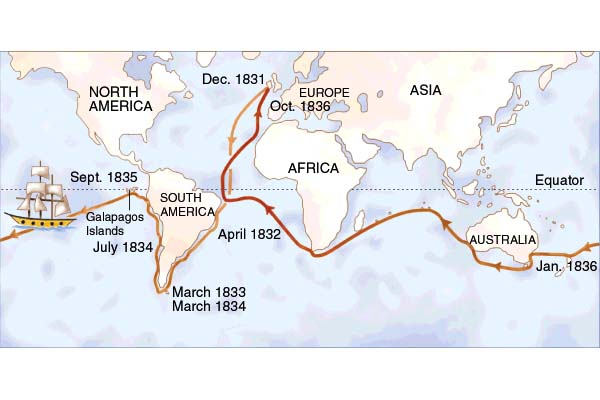 Dec. 1831
NORTH
AMERICA
EUROPE
ASIA
Oct. 1836
AFRICA
Sept. 1835
Equator
SOUTH
AMERICA
Galapagos
Islands
July 1834
April 1832
AUSTRALIA
Jan. 1836
March 1833
March 1834